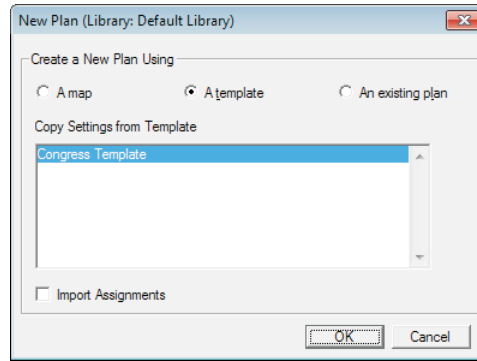 New Plan (Library: Default Library)
Create a New Plan Using
A map A template An existing plan
Copy Settings from Template
Congress Template
Import Assignments
OK Cancel